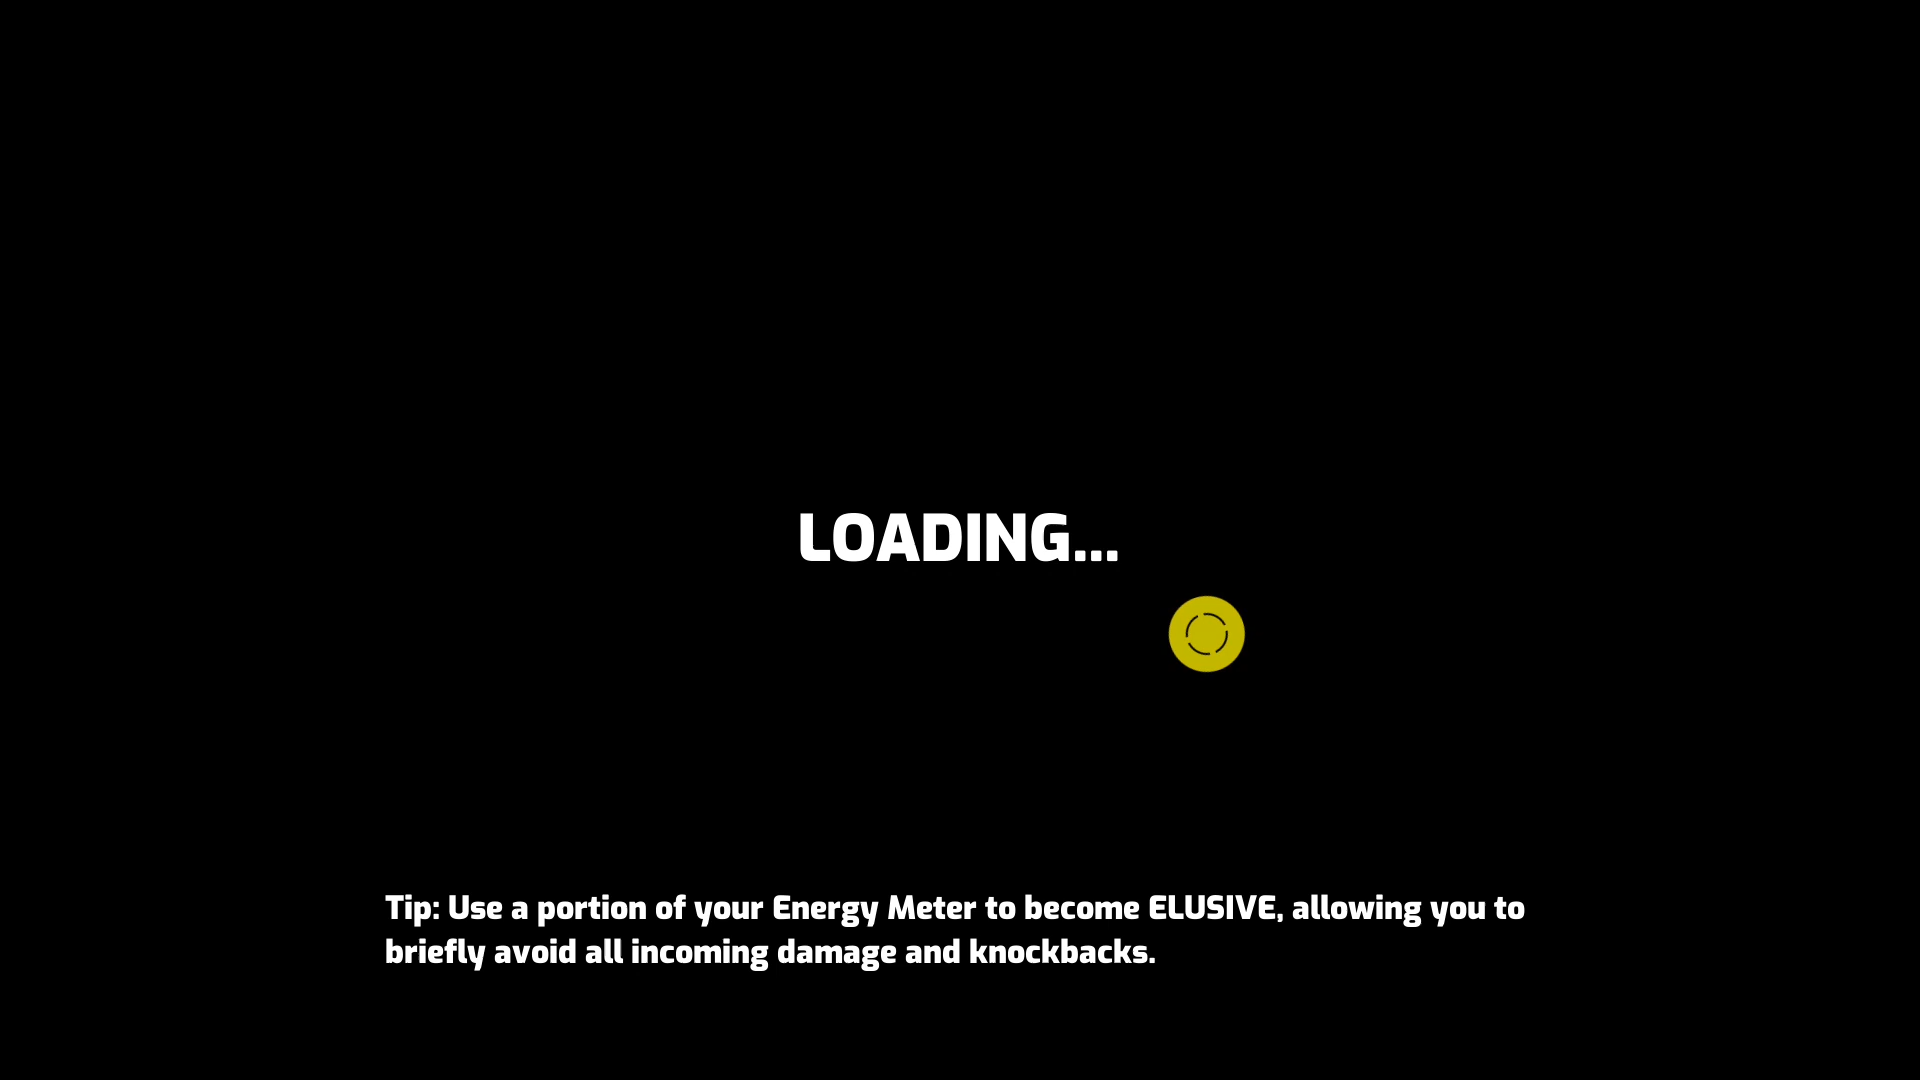 LOADING...
Tip: Use a portion of your Energy Meter to become ELUSIVE, allowing you to
briefly avoid all incoming damage and knockbacks.